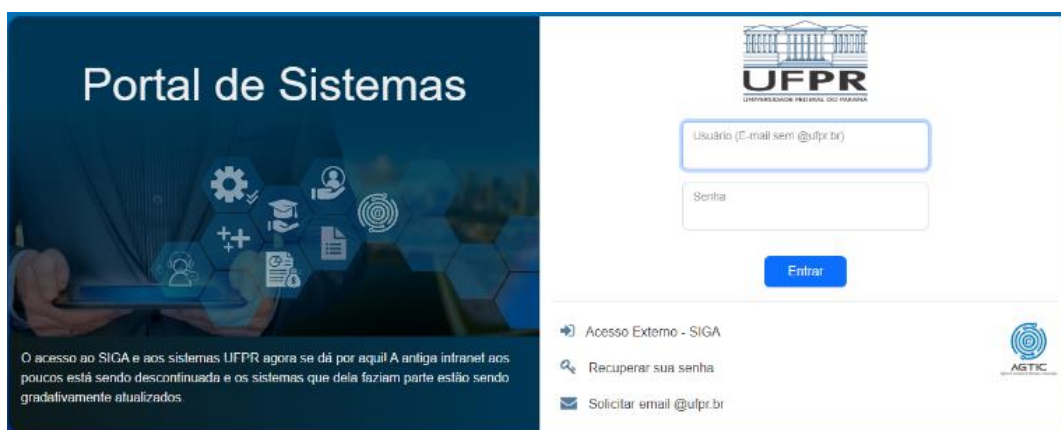 Portal de Sistemas
O acesso ao SIGA e aos sistemas UFPR agora se dá por aqui! A antiga intranet aos
poucos está sendo descontinuada e os sistemas que dela faziam parte estão sendo
gradativamente atualizados.
UFPR
UNIVERSIDADE FEDERAL DO PARANÁ
Usuário (E-mail sem @ufpr.br)
Senha
Entrar
Acesso Externo - SIGA
Recuperar sua senha
Solicitar email @ufpr.br
AGTIC